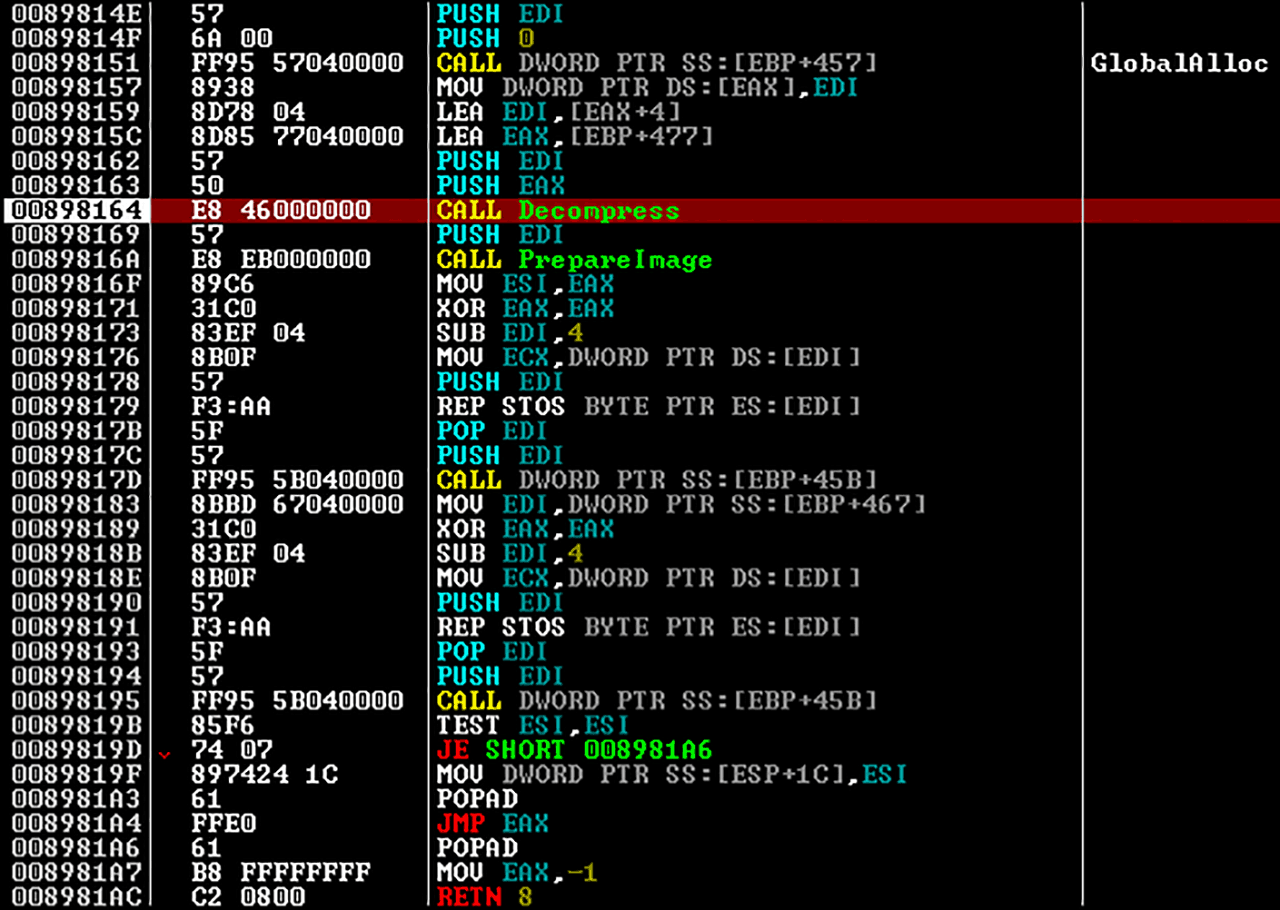 0089814E 57 PUSH EDI
0089814F 6A 00 PUSH 0
00898151 FF95 57040000 CALL DWORD PTR SS:[EBP+457] GlobalAlloc
00898157 8938 MOV DWORD PTR DS:[EAX],EDI
00898159 8D78 04 LEA EDI,[EAX+4]
0089815C 8D85 77040000 LEA EAX,[EBP+477]
00898162 57 PUSH EDI
00898163 50 PUSH EAX
00898164 E8 46000000 CALL Decompress
00898169 57 PUSH EDI
0089816A E8 EB000000 CALL PrepareImage
0089816F 89C6 MOV ESI,EAX
00898171 31C0 XOR EAX,EAX
00898173 83EF 04 SUB EDI,4
00898176 8B0F MOV ECX,DWORD PTR DS:[EDI]
00898178 57 PUSH EDI
00898179 F3:AA REP STOS BYTE PTR ES:[EDI]
0089817B 5F POP EDI
0089817C 57 PUSH EDI
0089817D FF95 5B040000 CALL DWORD PTR SS:[EBP+45B]
00898183 8BBD 67040000 MOV EDI,DWORD PTR SS:[EBP+467]
00898189 31C0 XOR EAX,EAX
0089818B 83EF 04 SUB EDI,4
0089818E 8B0F MOV ECX,DWORD PTR DS:[EDI]
00898190 57 PUSH EDI
00898191 F3:AA REP STOS BYTE PTR ES:[EDI]
00898193 5F POP EDI
00898194 57 PUSH EDI
00898195 FF95 5B040000 CALL DWORD PTR SS:[EBP+45B]
0089819B 85F6 TEST ESI,ESI
0089819D 74 07 JE SHORT 008981A6
0089819F 897424 1C MOV DWORD PTR SS:[ESP+1C],ESI
008981A3 61 POPAD
008981A4 FFE0 JMP EAX
008981A6 61 POPAD
008981A7 B8 FFFFFFFF MOV EAX,-1
008981AC C2 0800 RETN 8